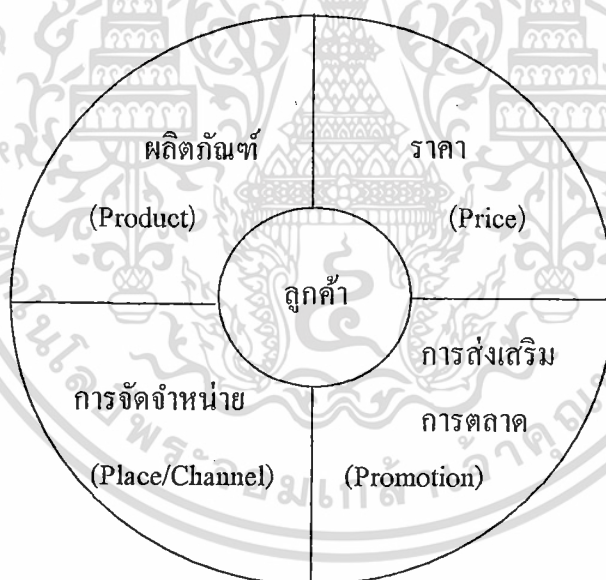 ผลิตภัณฑ์
(Product)
ราคา
(Price)
ลูกค้า
การจัดจำหน่าย
(Place/Channel)
การส่งเสริม
การตลาด
(Promotion)